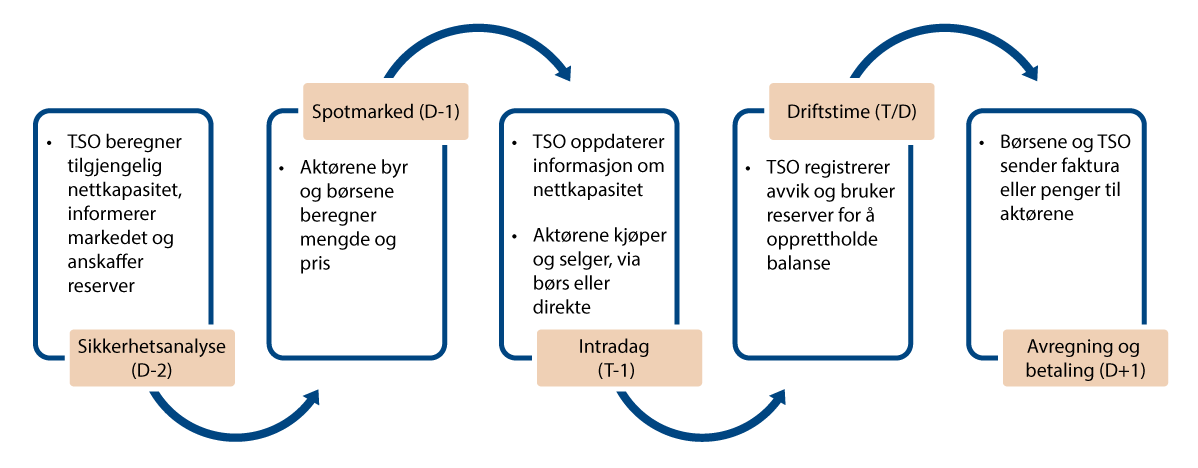 • TSO beregner
tilgjengelig
nettkapasitet,
informerer
markedet og
anskaffer
reserver
Sikkerhetsanalyse
(D-2)
Spotmarked (D-1)
• Aktørene byr
og børsene
beregner
mengde og
pris
• TSO oppdaterer
informasjon om
nettkapasitet
• Aktørene kjøper
og selger, via
børs eller
direkte
Intradag
(T-1)
Driftstime (T/D)
• TSO registrerer
avvik og bruker
reserver for å
opprettholde
balanse
• Børsene og TSO
sender faktura
eller penger til
aktørene
Avregning og
betaling (D+1)